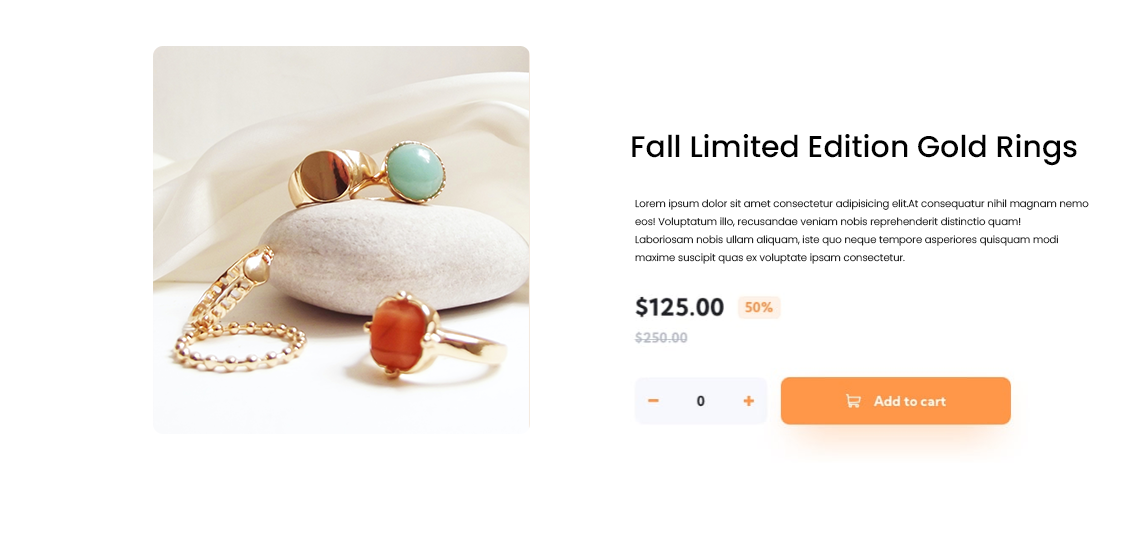 Fall Limited Edition Gold Rings
Lorem ipsum dolor sit amet consectetur adipisicing elit.At consequatur nihil magnam nemo
eos! Voluptatum illo, recusandae veniam nobis reprehenderit distinctio quam!
Laboriosam nobis ullam aliquam, iste quo neque tempore asperiores quisquam modi
maxime suscipit quas ex voluptate ipsam consectetur.
$125.00 50%
$250.00
- 0 + Add to cart